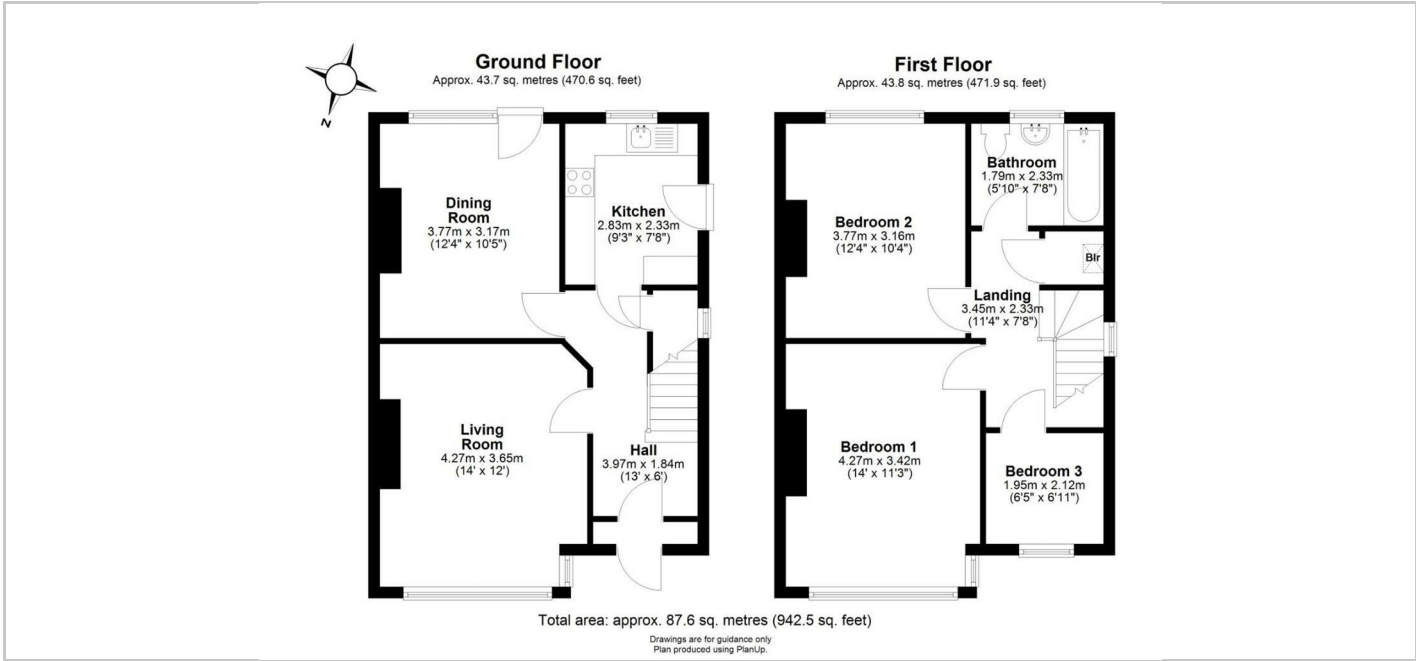 N
Ground Floor
Approx. 43.7 sq. metres (470.6 sq. feet)
Dining
Room
3.77m x 3.17m
(12'4" x 10'5")
Kitchen
2.83m x 2.33m
(9'3" x 7'8")
Living
Room
4.27m x 3.65m
(14' x 12')
Hall
3.97m x 1.84m
(13' x 6')
First Floor
Approx. 43.8 sq. metres (471.9 sq. feet)
Bathroom
1.79m x 2.33m
(5'10" x 7'8")
Bedroom 2
3.77m x 3.16m
(12'4" x 10'4")
Blr
Landing
3.45m x 2.33m
(11'4" x 7'8")
Bedroom 1
4.27m x 3.42m
(14' x 11'3")
Bedroom 3
1.95m x 2.12m
(6'5" x 6'11")
Total area: approx. 87.6 sq. metres (942.5 sq. feet)
Drawings are for guidance only
Plan produced using PlanUp.